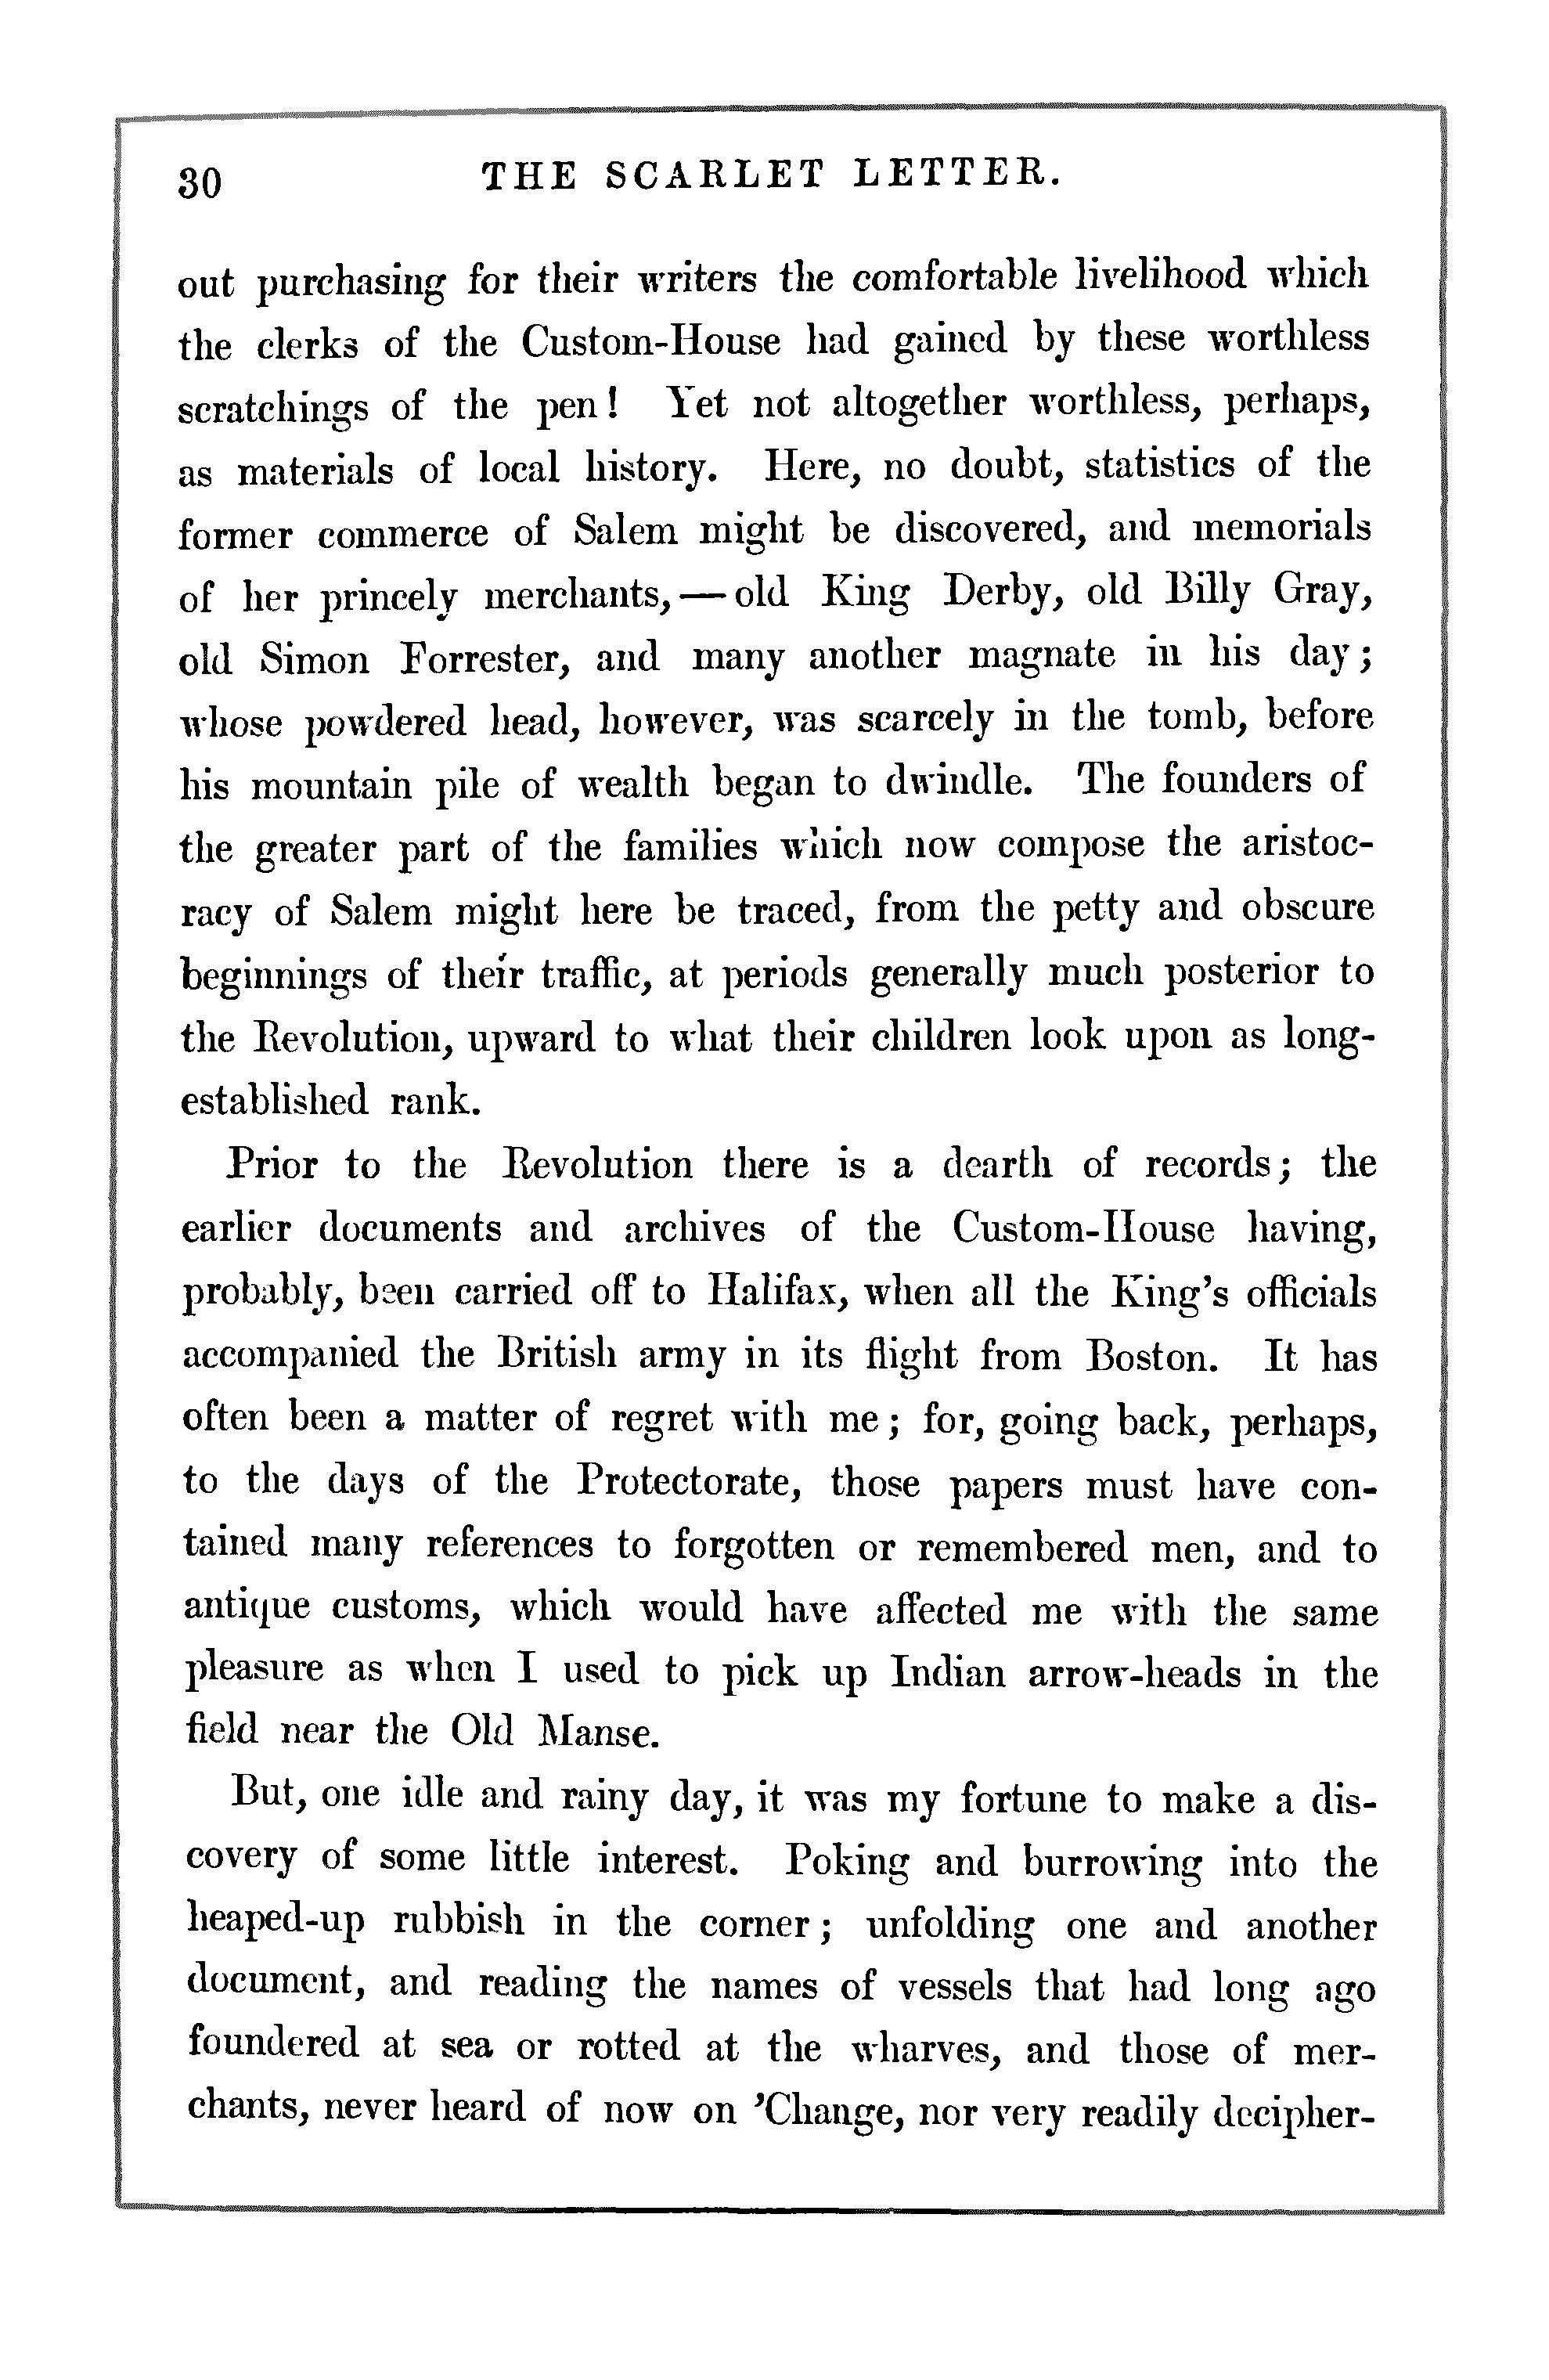 30 THE SCARLET LETTER.
out purchasing for their writers the comfortable livelihood which
the clerks of the Custom-House had gained by these worthless
scratchings of the pen! Yet not altogether worthless, perhaps,
as materials of local history. Here, no doubt, statistics of the
former commerce of Salem might be discovered, and memorials
of her princely merchants,—old King Derby, old Billy Gray,
old Simon Forrester, and many another magnate in his day;
whose powdered head, however, was scarcely in the tomb, before
his mountain pile of wealth began to dwindle. The founders of
the greater part of the families which now compose the aristoc-
racy of Salem might here be traced, from the petty and obscure
beginnings of their traffic, at periods generally much posterior to
the Revolution, upward to what their children look upon as long-
established rank.
Prior to the Revolution there is a dearth of records; the
earlier documents and archives of the Custom-House having,
probably, been carried off to Halifax, when all the King's officials
accompanied the British army in its flight from Boston. It has
often been a matter of regret with me; for, going back, perhaps,
to the days of the Protectorate, those papers must have con-
tained many references to forgotten or remembered men, and to
antique customs, which would have affected me with the same
pleasure as when I used to pick up Indian arrow-heads in the
field near the Old Manse.
But, one idle and rainy day, it was my fortune to make a dis-
covery of some little interest. Poking and burrowing into the
heaped-up rubbish in the corner; unfolding one and another
document, and reading the names of vessels that had long ago
foundered at sea or rotted at the wharves, and those of mer-
chants, never heard of now on 'Change, nor very readily decipher-